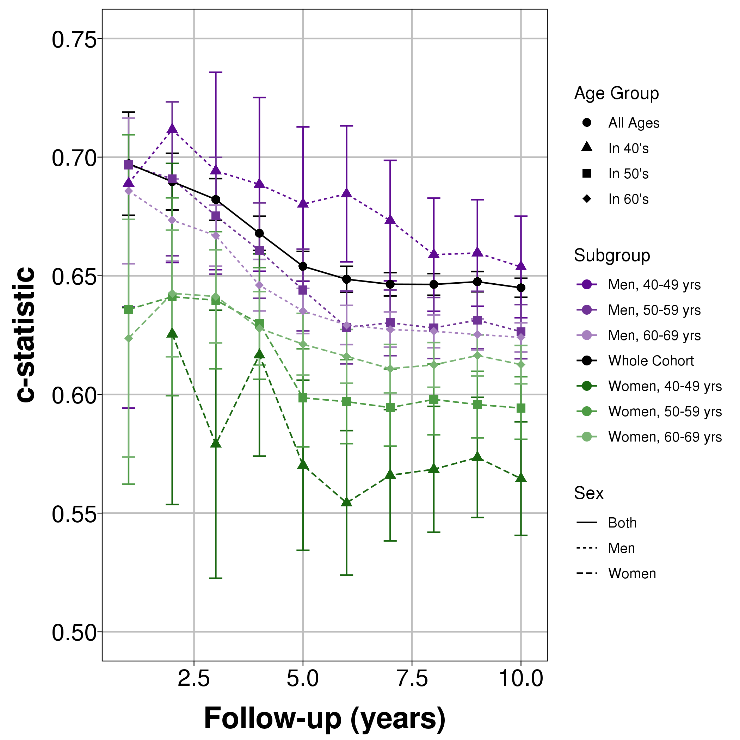 0.75
0.70
0.65
0.60
0.55
0.50
c-statistic
2.5 5.0 7.5 10.0
Follow-up (years)
Age Group
All Ages
In 40's
In 50's
In 60's
Subgroup
Men, 40-49 yrs
Men, 50-59 yrs
Men, 60-69 yrs
Whole Cohort
Women, 40-49 yrs
Women, 50-59 yrs
Women, 60-69 yrs
Sex
Both
Men
Women